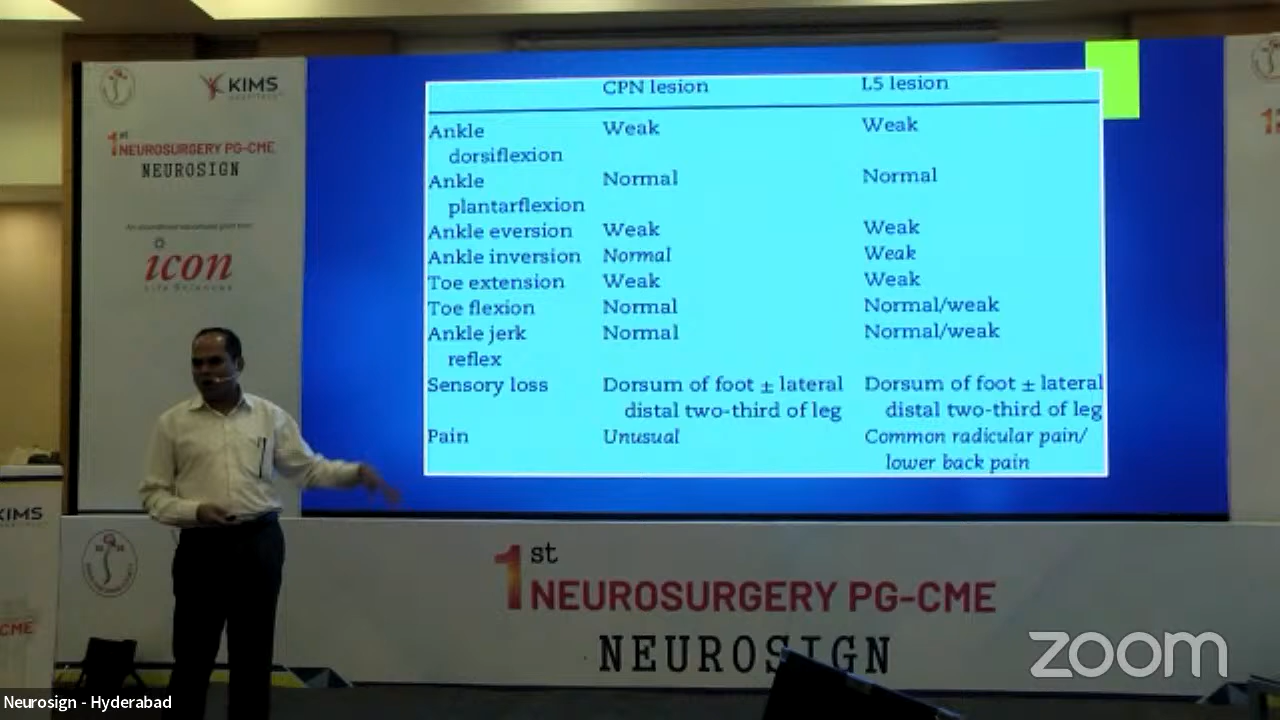 KIMS
HOSPITALS
1st
NEUROSURGERY PG-CME
NEUROSIGN
icon
Life Sciences
CPN lesion L5 lesion
Ankle dorsiflexion Weak Weak
Ankle plantarflexion Normal Normal
Ankle eversion Weak Weak
Ankle inversion Normal Weak
Toe extension Weak Weak
Toe flexion Normal Normal/weak
Ankle jerk reflex Normal Normal/weak
Sensory loss Dorsum of foot ± lateral distal two-third of leg Dorsum of foot ± lateral distal two-third of leg
Pain Unusual Common radicular pain/ lower back pain
KIMS
CME
1st
NEUROSURGERY PG-CME
NEUROSIGN
zoom
Neurosign - Hyderabad